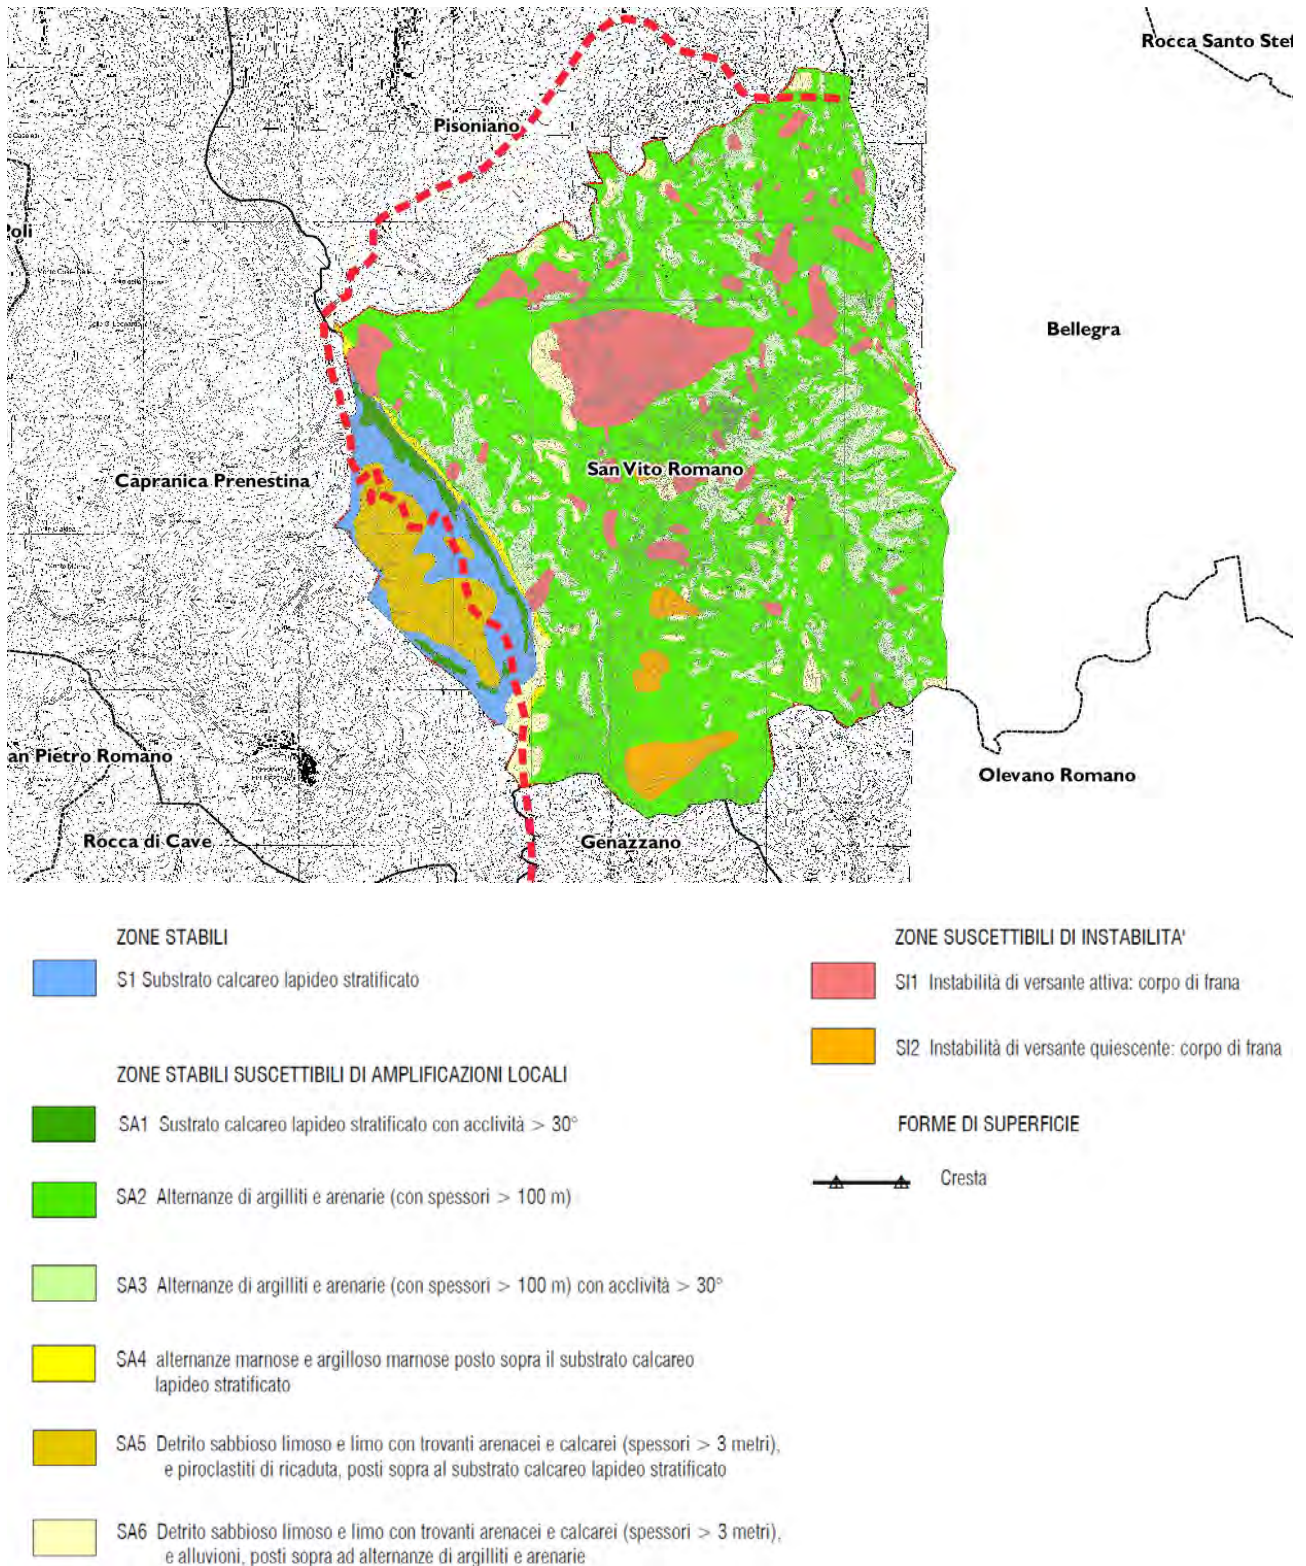 Rocca Santo Stef
Pisoniano
Poli
Bellegra
San Vito Romano
Capranica Prenestina
an Pietro Romano
Olevano Romano
Rocca di Cave
Genazzano
ZONE STABILI
S1 Substrato calcareo lapideo stratificato
ZONE STABILI SUSCETTIBILI DI AMPLIFICAZIONI LOCALI
SA1 Sustrato calcareo lapideo stratificato con acclività > 30°
SA2 Alternanze di argilliti e arenarie (con spessori > 100 m)
SA3 Alternanze di argilliti e arenarie (con spessori > 100 m) con acclività > 30°
SA4 alternanze marnose e argilloso marnose posto sopra il substrato calcareo
lapideo stratificato
SA5 Detrito sabbioso limoso e limo con trovanti arenacei e calcarei (spessori > 3 metri),
e piroclastiti di ricaduta, posti sopra al substrato calcareo lapideo stratificato
SA6 Detrito sabbioso limoso e limo con trovanti arenacei e calcarei (spessori > 3 metri),
e alluvioni, posti sopra ad alternanze di argilliti e arenarie
ZONE SUSCETTIBILI DI INSTABILITA'
SI1 Instabilità di versante attiva: corpo di frana
SI2 Instabilità di versante quiescente: corpo di frana
FORME DI SUPERFICIE
Cresta